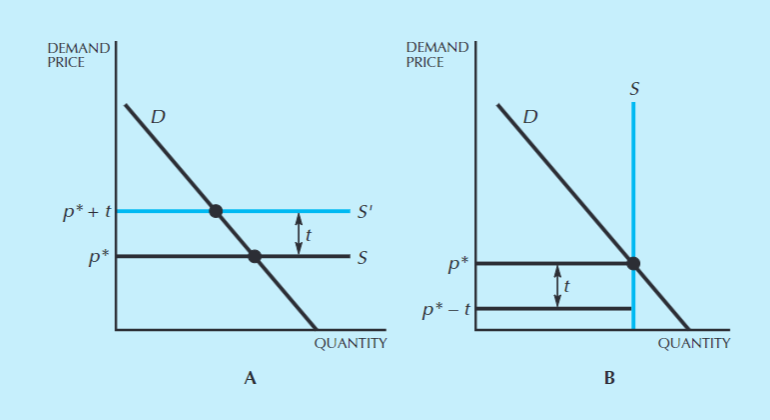 DEMAND
PRICE
D
p* + t
S'
t
p*
S
QUANTITY
A
DEMAND
PRICE
S
D
p*
t
p* – t
QUANTITY
B